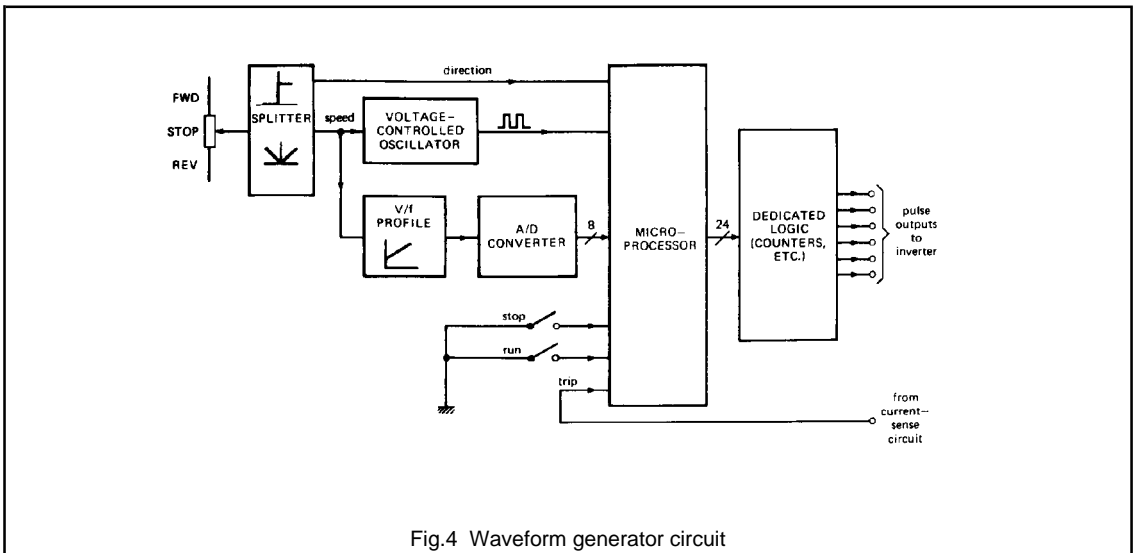 direction
FWD
STOP
REV
SPLITTER
speed
VOLTAGE-
CONTROLLED
OSCILLATOR
V/f
PROFILE
A/D
CONVERTER
8
MICRO-
PROCESSOR
24
DEDICATED
LOGIC
(COUNTERS,
ETC.)
pulse
outputs
to
inverter
stop
run
trip
from
current-
sense
circuit
Fig.4 Waveform generator circuit